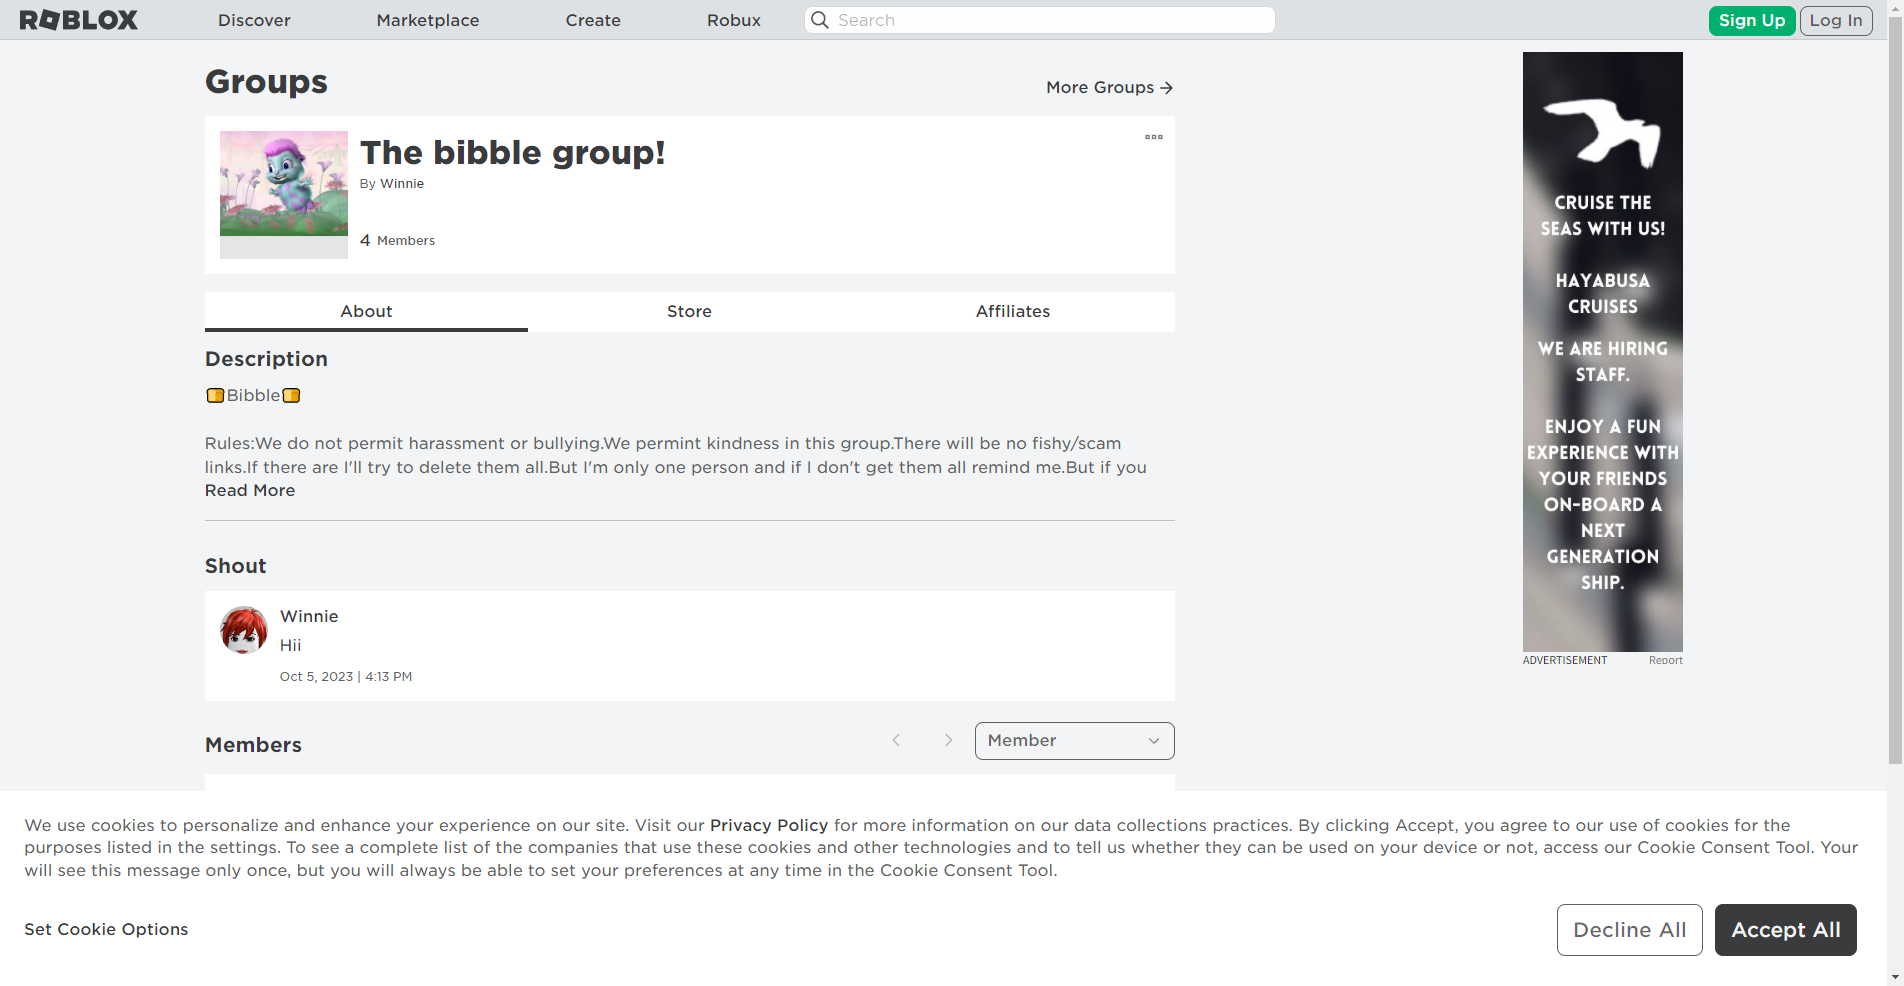 ROBLOX
Discover
Marketplace
Create
Robux
Search
Sign Up
Log In
Groups
More Groups
The bibble group!
By Winnie
4 Members
About
Store
Affiliates
Description
Bibble
Rules:We do not permit harassment or bullying.We permint kindness in this group.There will be no fishy/scam
links.If there are I'll try to delete them all.But I'm only one person and if I don't get them all remind me.But if you
Read More
Shout
Winnie
Hii
Oct 5, 2023 | 4:13 PM
Members
Member
CRUISE THE
SEAS WITH US!
HAYABUSA
CRUISES
WE ARE HIRING
STAFF.
ENJOY A FUN
EXPERIENCE WITH
YOUR FRIENDS
ON-BOARD A
NEXT
GENERATION
SHIP.
ADVERTISEMENT
Report
We use cookies to personalize and enhance your experience on our site. Visit our Privacy Policy for more information on our data collections practices. By clicking Accept, you agree to our use of cookies for the
purposes listed in the settings. To see a complete list of the companies that use these cookies and other technologies and to tell us whether they can be used on your device or not, access our Cookie Consent Tool. Your
will see this message only once, but you will always be able to set your preferences at any time in the Cookie Consent Tool.
Set Cookie Options
Decline All
Accept All